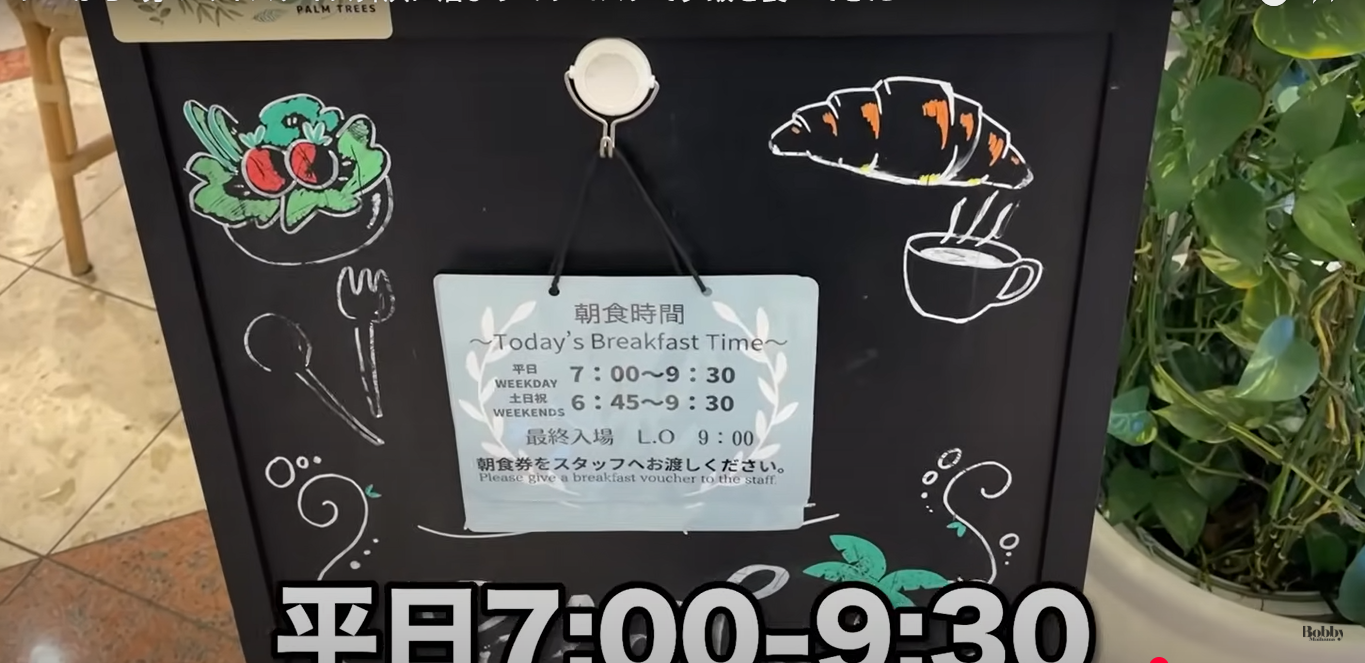 PALM TREES
朝食時間
～Today's Breakfast Time～
平日
WEEKDAY 7：00～9：30
土日祝
WEEKENDS 6：45～9：30
最終入場　L.O　9：00
朝食券をスタッフへお渡しください。
Please give a breakfast voucher to the staff.
平日7:00-9:30
Bobby